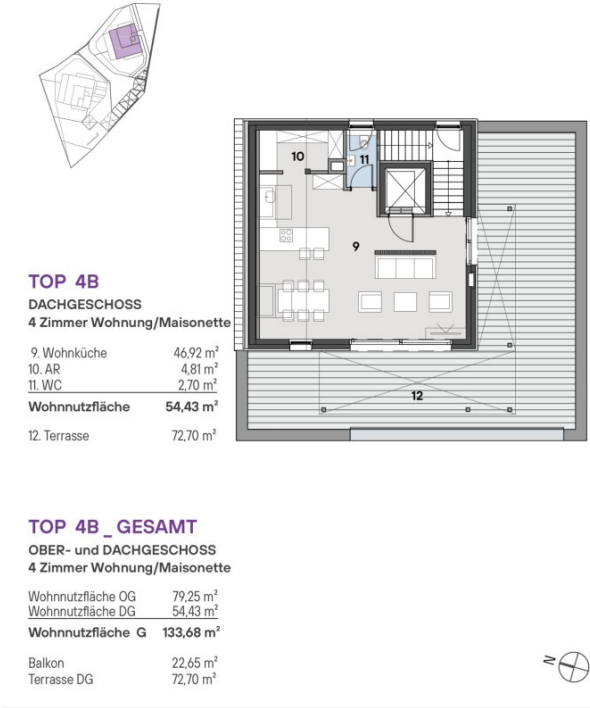 10
11
9
12
TOP 4B
DACHGESCHOSS
4 Zimmer Wohnung/Maisonette
9. Wohnküche 46,92 m²
10. AR 4,81 m²
11. WC 2,70 m²
Wohnnutzfläche 54,43 m²
12. Terrasse 72,70 m²
TOP 4B _ GESAMT
OBER- und DACHGESCHOSS
4 Zimmer Wohnung/Maisonette
Wohnnutzfläche OG 79,25 m²
Wohnnutzfläche DG 54,43 m²
Wohnnutzfläche G 133,68 m²
Balkon 22,65 m²
Terrasse DG 72,70 m²
N